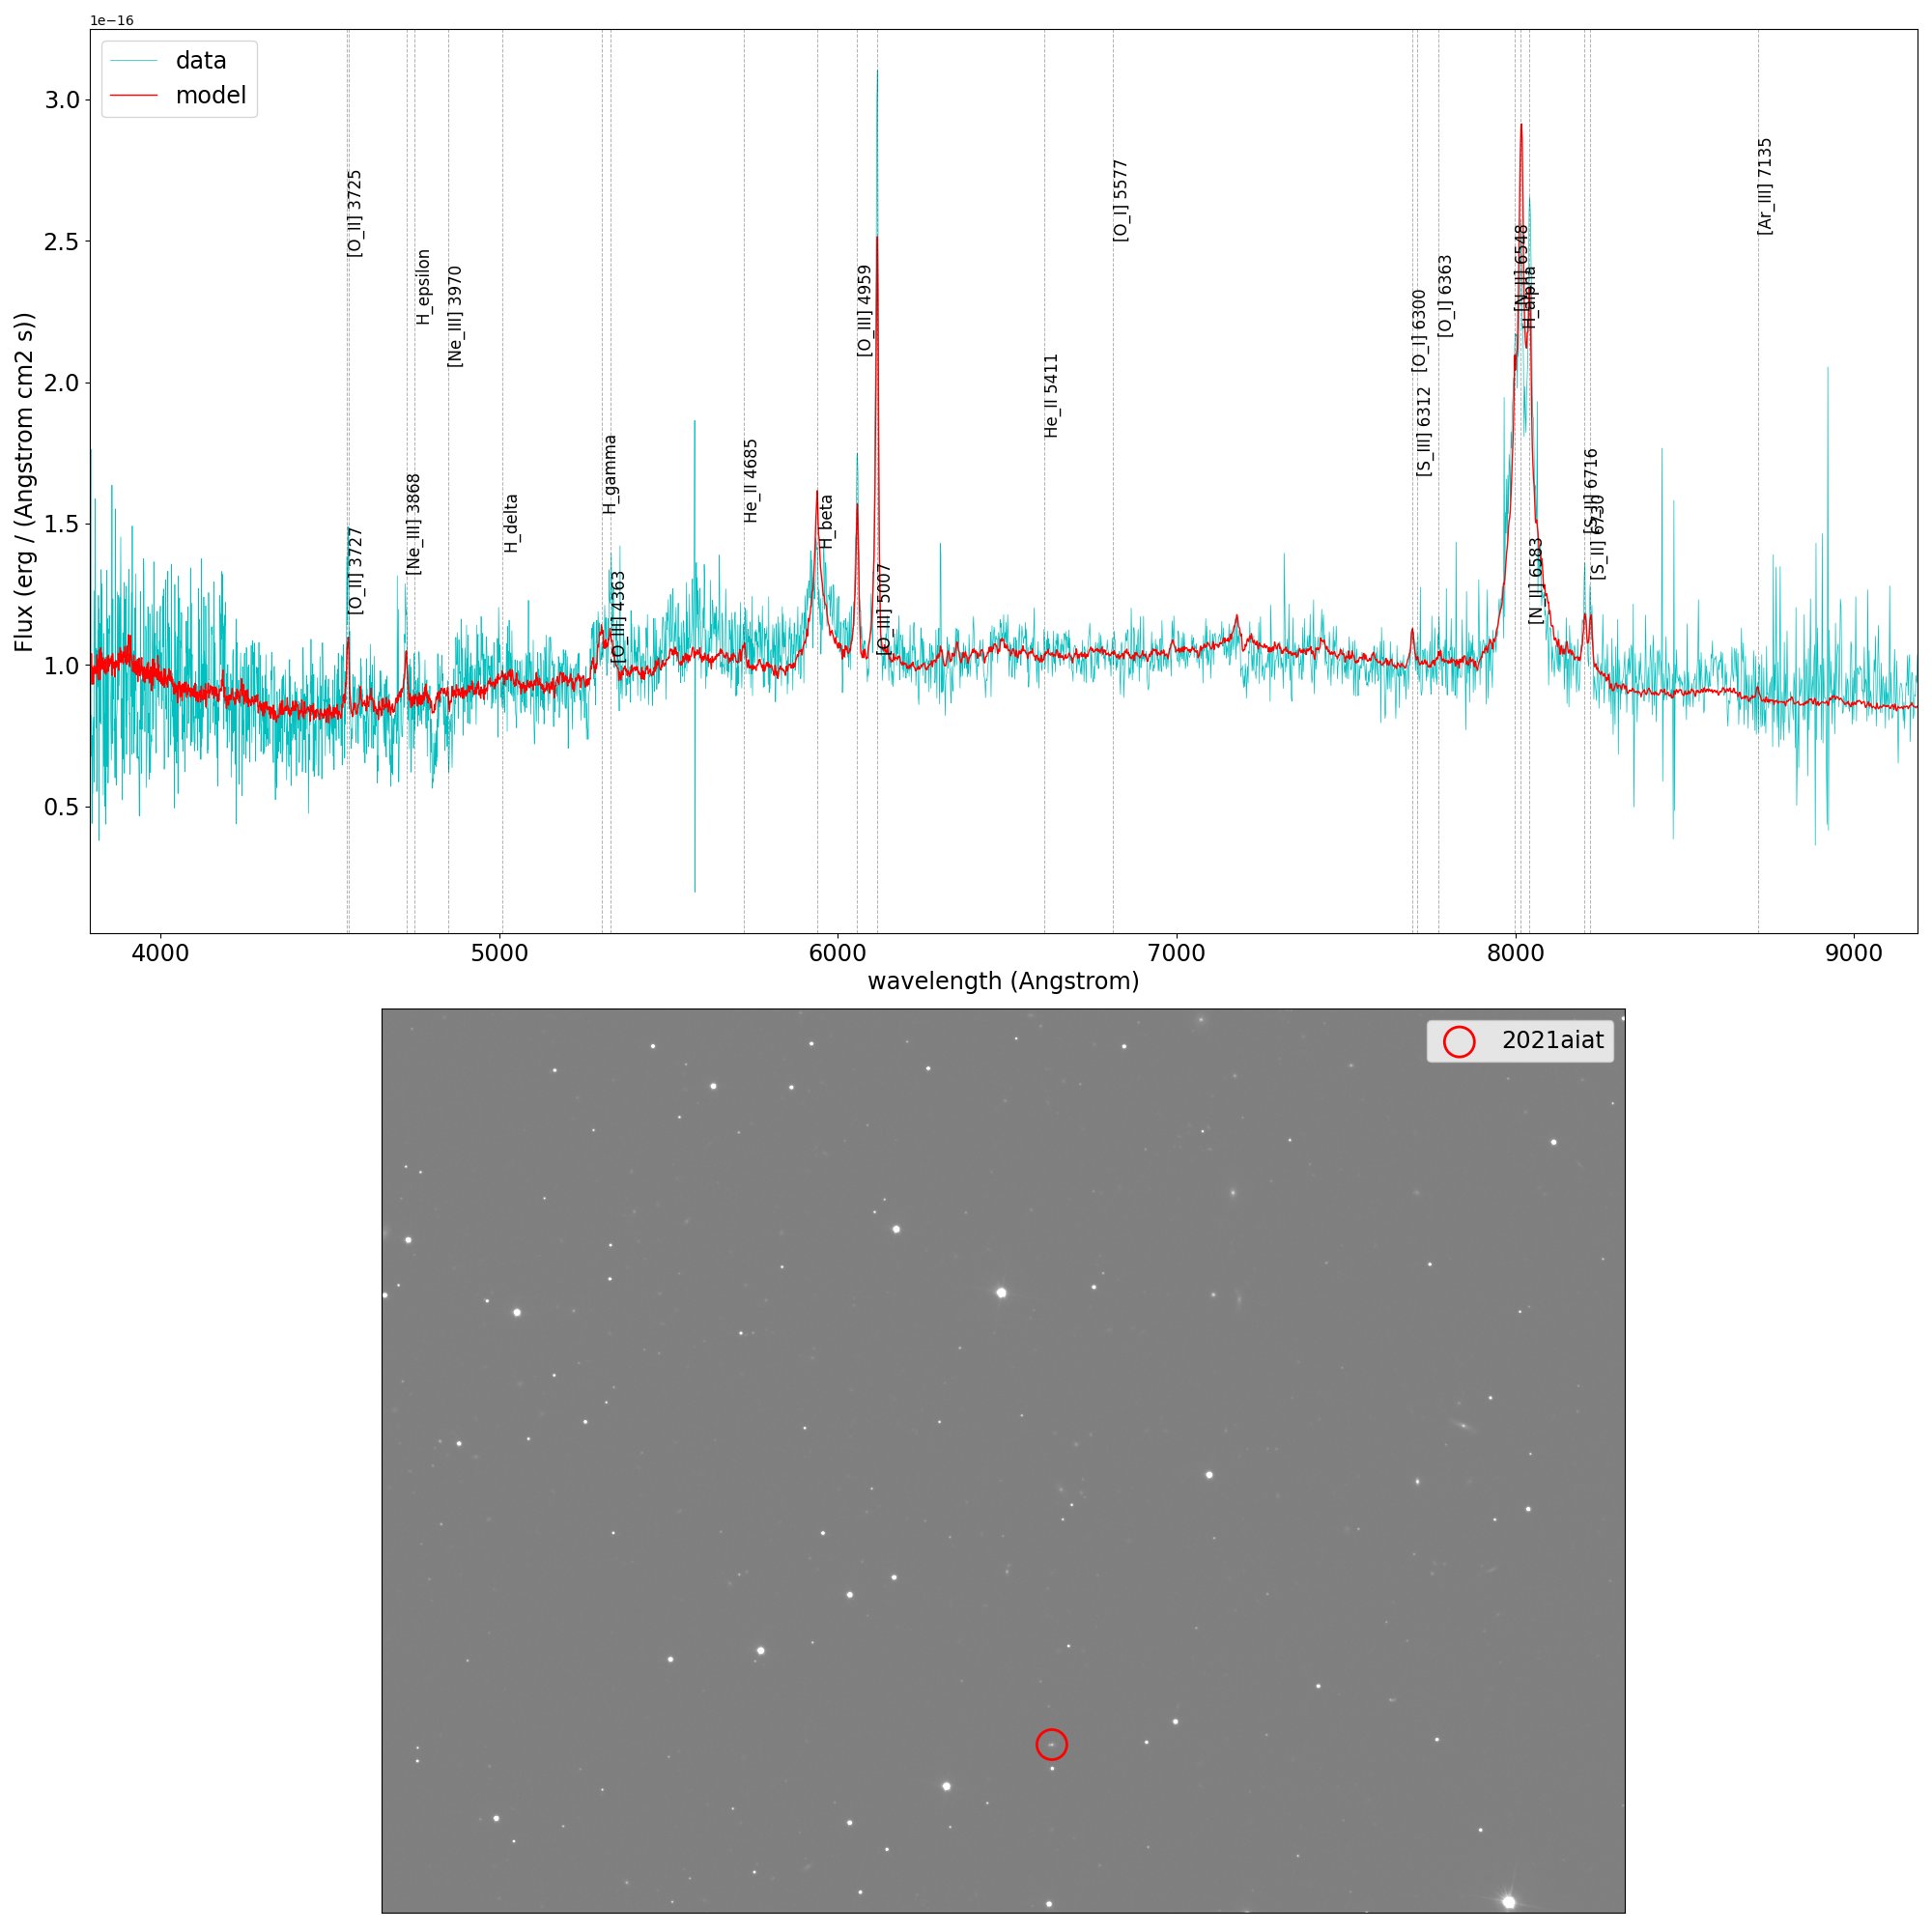 1e−16
data
model
3.0
2.5
2.0
1.5
1.0
0.5
Flux (erg / (Angstrom cm2 s))
[O_II] 3725
[O_II] 3727
[Ne_III] 3868
H_epsilon
[Ne_III] 3970
H_delta
H_gamma
[O_III] 4363
He_II 4685
H_beta
[O_III] 4959
[O_III] 5007
He_II 5411
[O_I] 5577
[O_I] 6300
[S_III] 6312
[O_I] 6363
[N_II] 6548
H_alpha
[N_II] 6583
[S_II] 6716
[S_II] 6730
[Ar_III] 7135
4000
5000
6000
7000
8000
9000
wavelength (Angstrom)
2021aiat